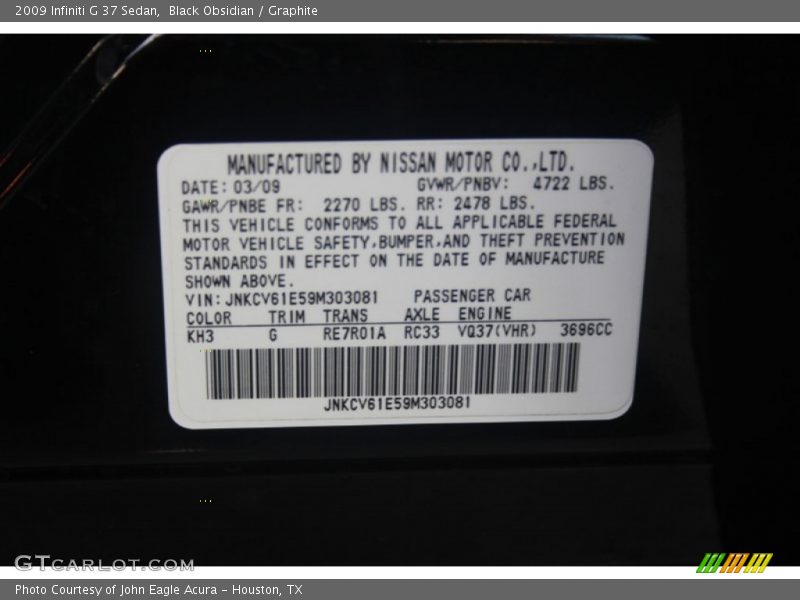 2009 Infiniti G 37 Sedan,  Black Obsidian / Graphite
MANUFACTURED BY NISSAN MOTOR CO.,LTD.
DATE: 03/09 GVWR/PNBV: 4722 LBS.
GAWR/PNBE FR: 2270 LBS. RR: 2478 LBS.
THIS VEHICLE CONFORMS TO ALL APPLICABLE FEDERAL
MOTOR VEHICLE SAFETY,BUMPER,AND THEFT PREVENTION
STANDARDS IN EFFECT ON THE DATE OF MANUFACTURE
SHOWN ABOVE.
VIN: JNKCV61E59M303081 PASSENGER CAR
COLOR TRIM TRANS AXLE ENGINE
KH3 G RE7R01A RC33 VQ37(VHR) 3696CC
JNKCV61E59M303081
GTCARLOT.COM
Photo Courtesy of John Eagle Acura - Houston, TX